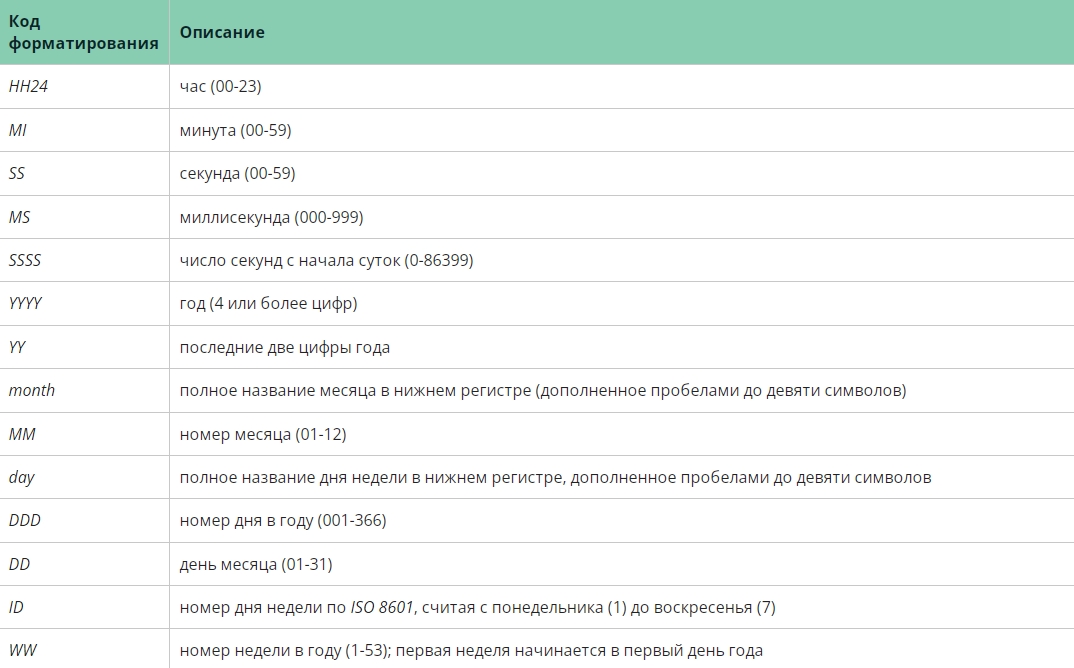 Код
форматирования Описание
HH24 час (00-23)
MI минута (00-59)
SS секунда (00-59)
MS миллисекунда (000-999)
SSSS число секунд с начала суток (0-86399)
YYYY год (4 или более цифр)
YY последние две цифры года
month полное название месяца в нижнем регистре (дополненное пробелами до девяти символов)
MM номер месяца (01-12)
day полное название дня недели в нижнем регистре, дополненное пробелами до девяти символов
DDD номер дня в году (001-366)
DD день месяца (01-31)
ID номер дня недели по ISO 8601, считая с понедельника (1) до воскресенья (7)
WW номер недели в году (1-53); первая неделя начинается в первый день года